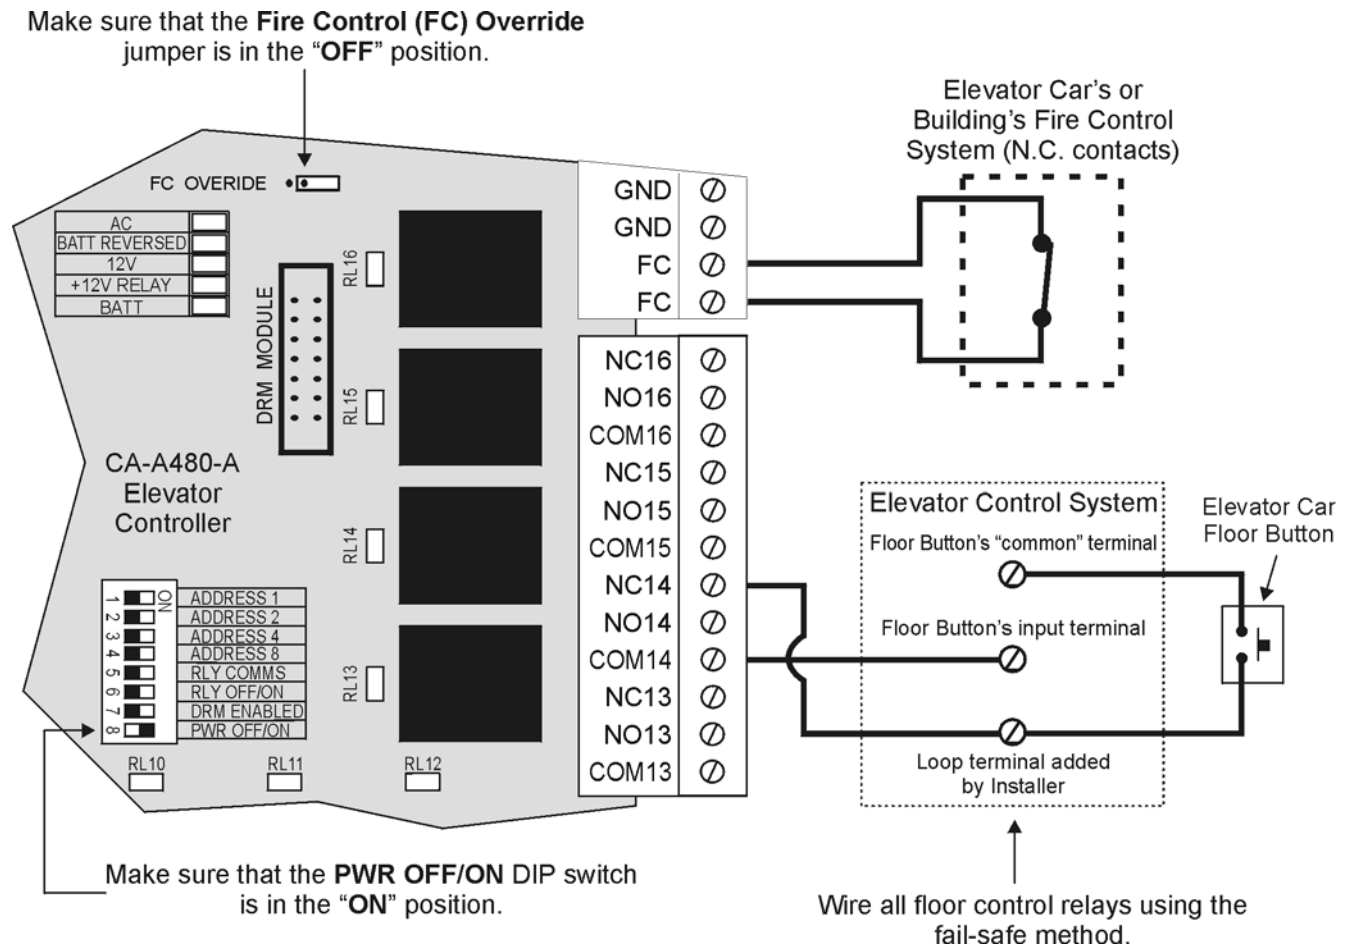 Make sure that the Fire Control (FC) Override
jumper is in the “OFF” position.
Elevator Car’s or
Building’s Fire Control
System (N.C. contacts)
FC OVERIDE
AC
BATT REVERSED
12V
+12V RELAY
BATT
DRM MODULE
RL16
RL15
RL14
RL13
GND
GND
FC
FC
NC16
NO16
COM16
NC15
NO15
COM15
NC14
NO14
COM14
NC13
NO13
COM13
CA-A480-A
Elevator
Controller
ON
1 ADDRESS 1
2 ADDRESS 2
3 ADDRESS 4
4 ADDRESS 8
5 RLY COMMS
6 RLY OFF/ON
7 DRM ENABLED
8 PWR OFF/ON
RL10
RL11
RL12
Elevator Control System
Floor Button’s “common” terminal
Floor Button’s input terminal
Loop terminal added
by Installer
Elevator Car
Floor Button
Make sure that the PWR OFF/ON DIP switch
is in the “ON” position.
Wire all floor control relays using the
fail-safe method.